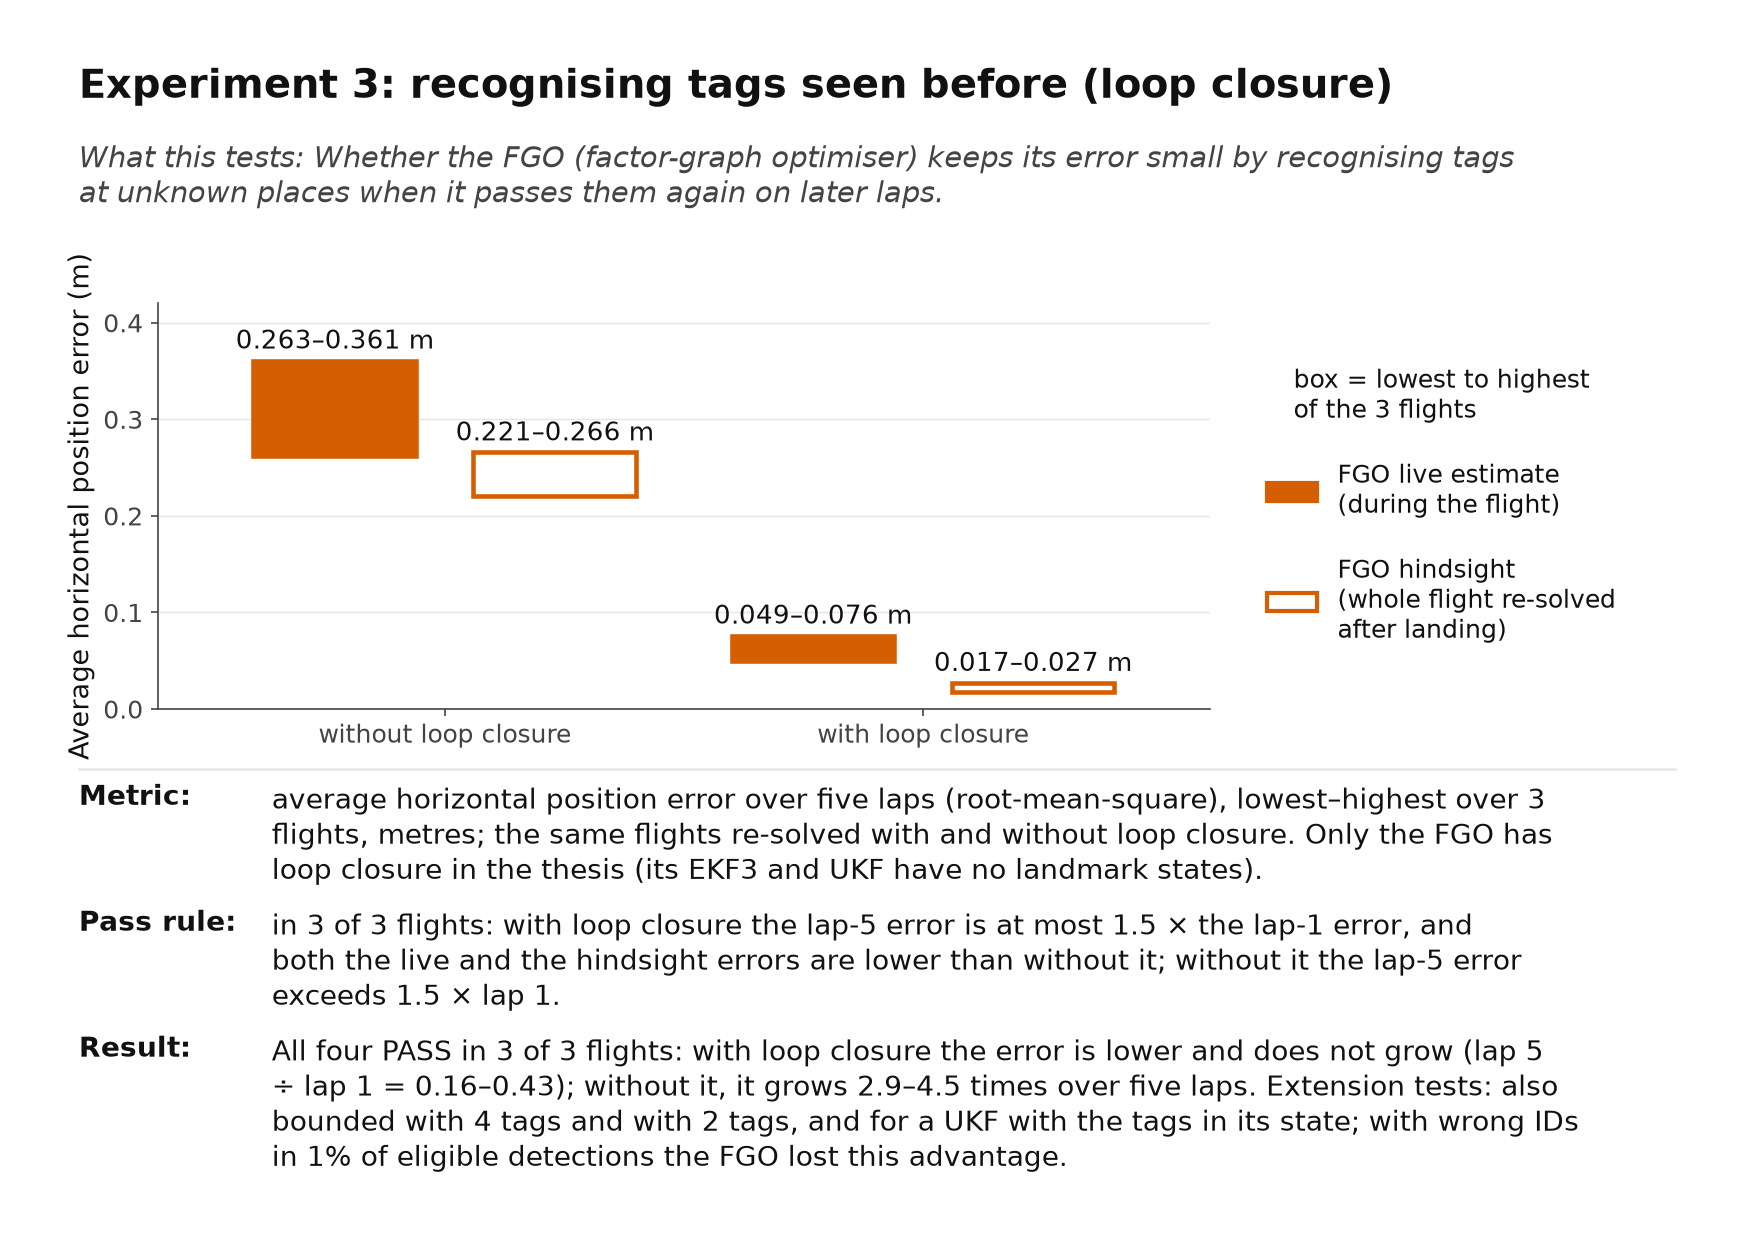 Experiment 3: recognising tags seen before (loop closure)
What this tests: Whether the FGO (factor-graph optimiser) keeps its error small by recognising tags
at unknown places when it passes them again on later laps.
Average horizontal position error (m)
0.4
0.3
0.2
0.1
0.0
0.263–0.361 m
0.221–0.266 m
0.049–0.076 m
0.017–0.027 m
without loop closure
with loop closure
box = lowest to highest
of the 3 flights
FGO live estimate
(during the flight)
FGO hindsight
(whole flight re-solved
after landing)
Metric:
average horizontal position error over five laps (root-mean-square), lowest–highest over 3
flights, metres; the same flights re-solved with and without loop closure. Only the FGO has
loop closure in the thesis (its EKF3 and UKF have no landmark states).
Pass rule:
in 3 of 3 flights: with loop closure the lap-5 error is at most 1.5 × the lap-1 error, and
both the live and the hindsight errors are lower than without it; without it the lap-5 error
exceeds 1.5 × lap 1.
Result:
All four PASS in 3 of 3 flights: with loop closure the error is lower and does not grow (lap 5
÷ lap 1 = 0.16–0.43); without it, it grows 2.9–4.5 times over five laps. Extension tests: also
bounded with 4 tags and with 2 tags, and for a UKF with the tags in its state; with wrong IDs
in 1% of eligible detections the FGO lost this advantage.